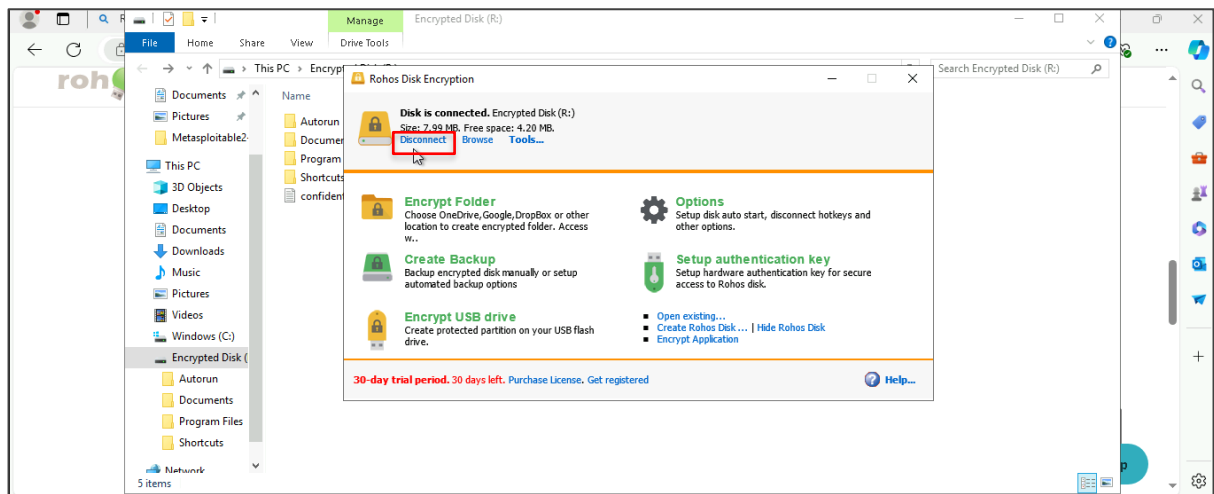 Manage
Encrypted Disk (R:)
File
Home
Share
View
Drive Tools
This PC
Search Encrypted Disk (R:)
roh
Documents
Pictures
Metasploitable2-
This PC
3D Objects
Desktop
Documents
Downloads
Music
Pictures
Videos
Windows (C:)
Encrypted Disk (
Autorun
Documents
Program Files
Shortcuts
Network
5 items
Name
Autorun
Documen
Program
Shortcuts
confident
Rohos Disk Encryption
Disk is connected. Encrypted Disk (R:)
Size: 7.99 MB. Free space: 4.20 MB.
Disconnect Browse Tools...
Encrypt Folder
Choose OneDrive, Google, DropBox or other
location to create encrypted folder. Access
w..
Create Backup
Backup encrypted disk manually or setup
automated backup options
Encrypt USB drive
Create protected partition on your USB flash
drive.
Options
Setup disk auto start, disconnect hotkeys and
other options.
Setup authentication key
Setup hardware authentication key for secure
access to Rohos disk.
Open existing...
Create Rohos Disk ... | Hide Rohos Disk
Encrypt Application
30-day trial period. 30 days left. Purchase License. Get registered
Help...